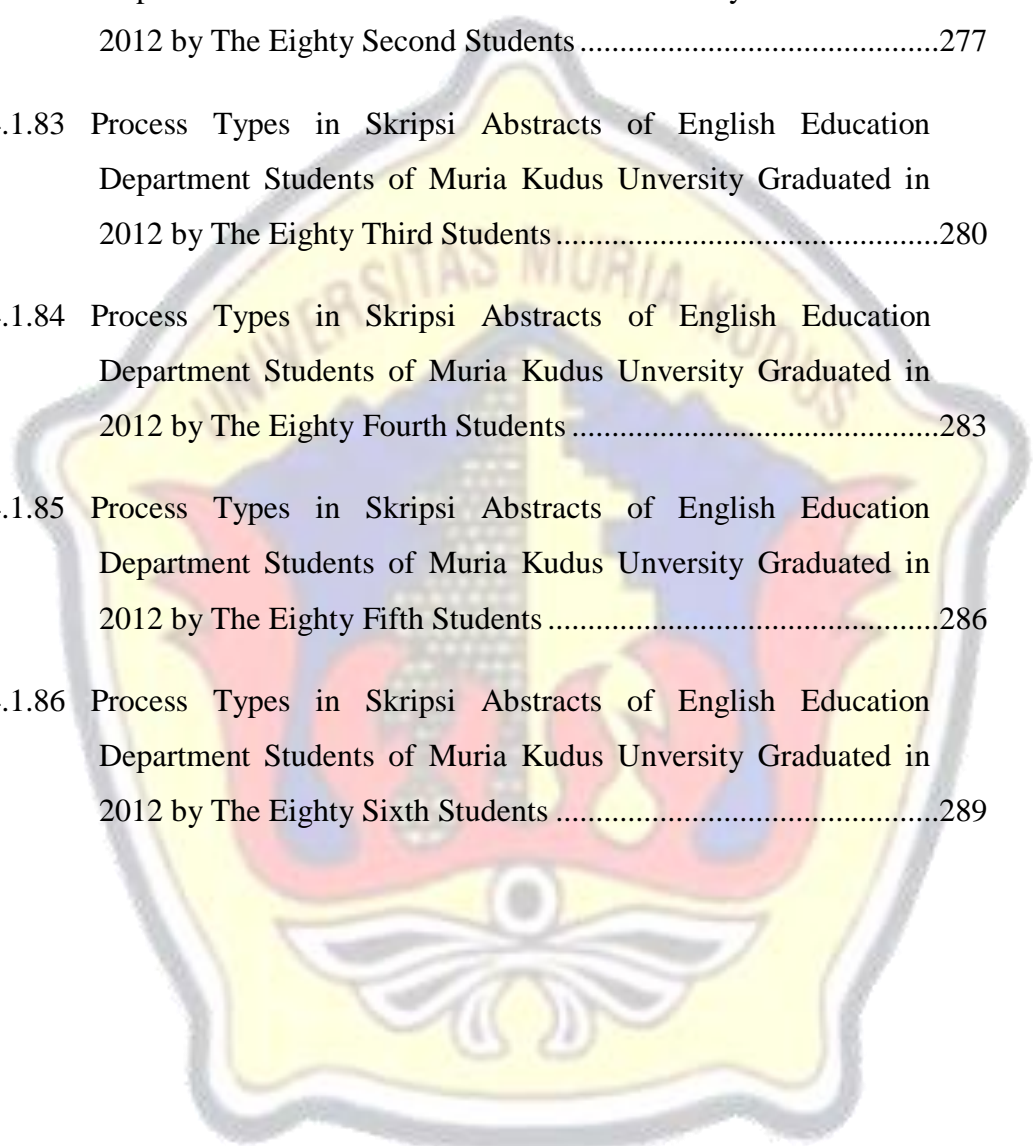 2012 by The Eighty Second Students ......................................277
.1.83 Process Types in Skripsi Abstracts of English Education
Department Students of Muria Kudus Unversity Graduated in
2012 by The Eighty Third Students ..........................................280
.1.84 Process Types in Skripsi Abstracts of English Education
Department Students of Muria Kudus Unversity Graduated in
2012 by The Eighty Fourth Students ........................................283
.1.85 Process Types in Skripsi Abstracts of English Education
Department Students of Muria Kudus Unversity Graduated in
2012 by The Eighty Fifth Students ...........................................286
.1.86 Process Types in Skripsi Abstracts of English Education
Department Students of Muria Kudus Unversity Graduated in
2012 by The Eighty Sixth Students ..........................................289
UNIVERSITAS MURIA KUDUS